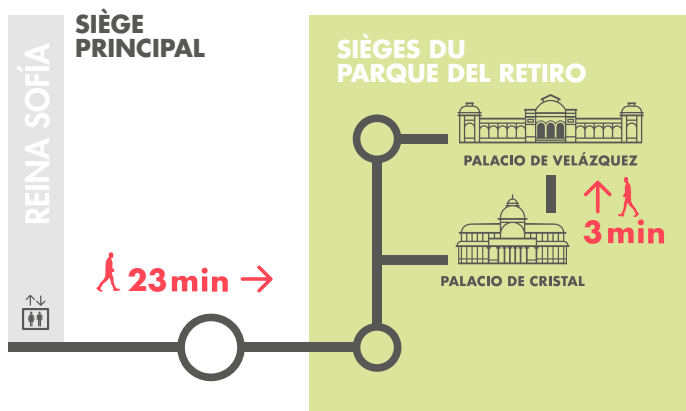 SIÈGE
PRINCIPAL
REINA SOFÍA
SIÈGES DU
PARQUE DEL RETIRO
PALACIO DE VELÁZQUEZ
3 min
PALACIO DE CRISTAL
23 min